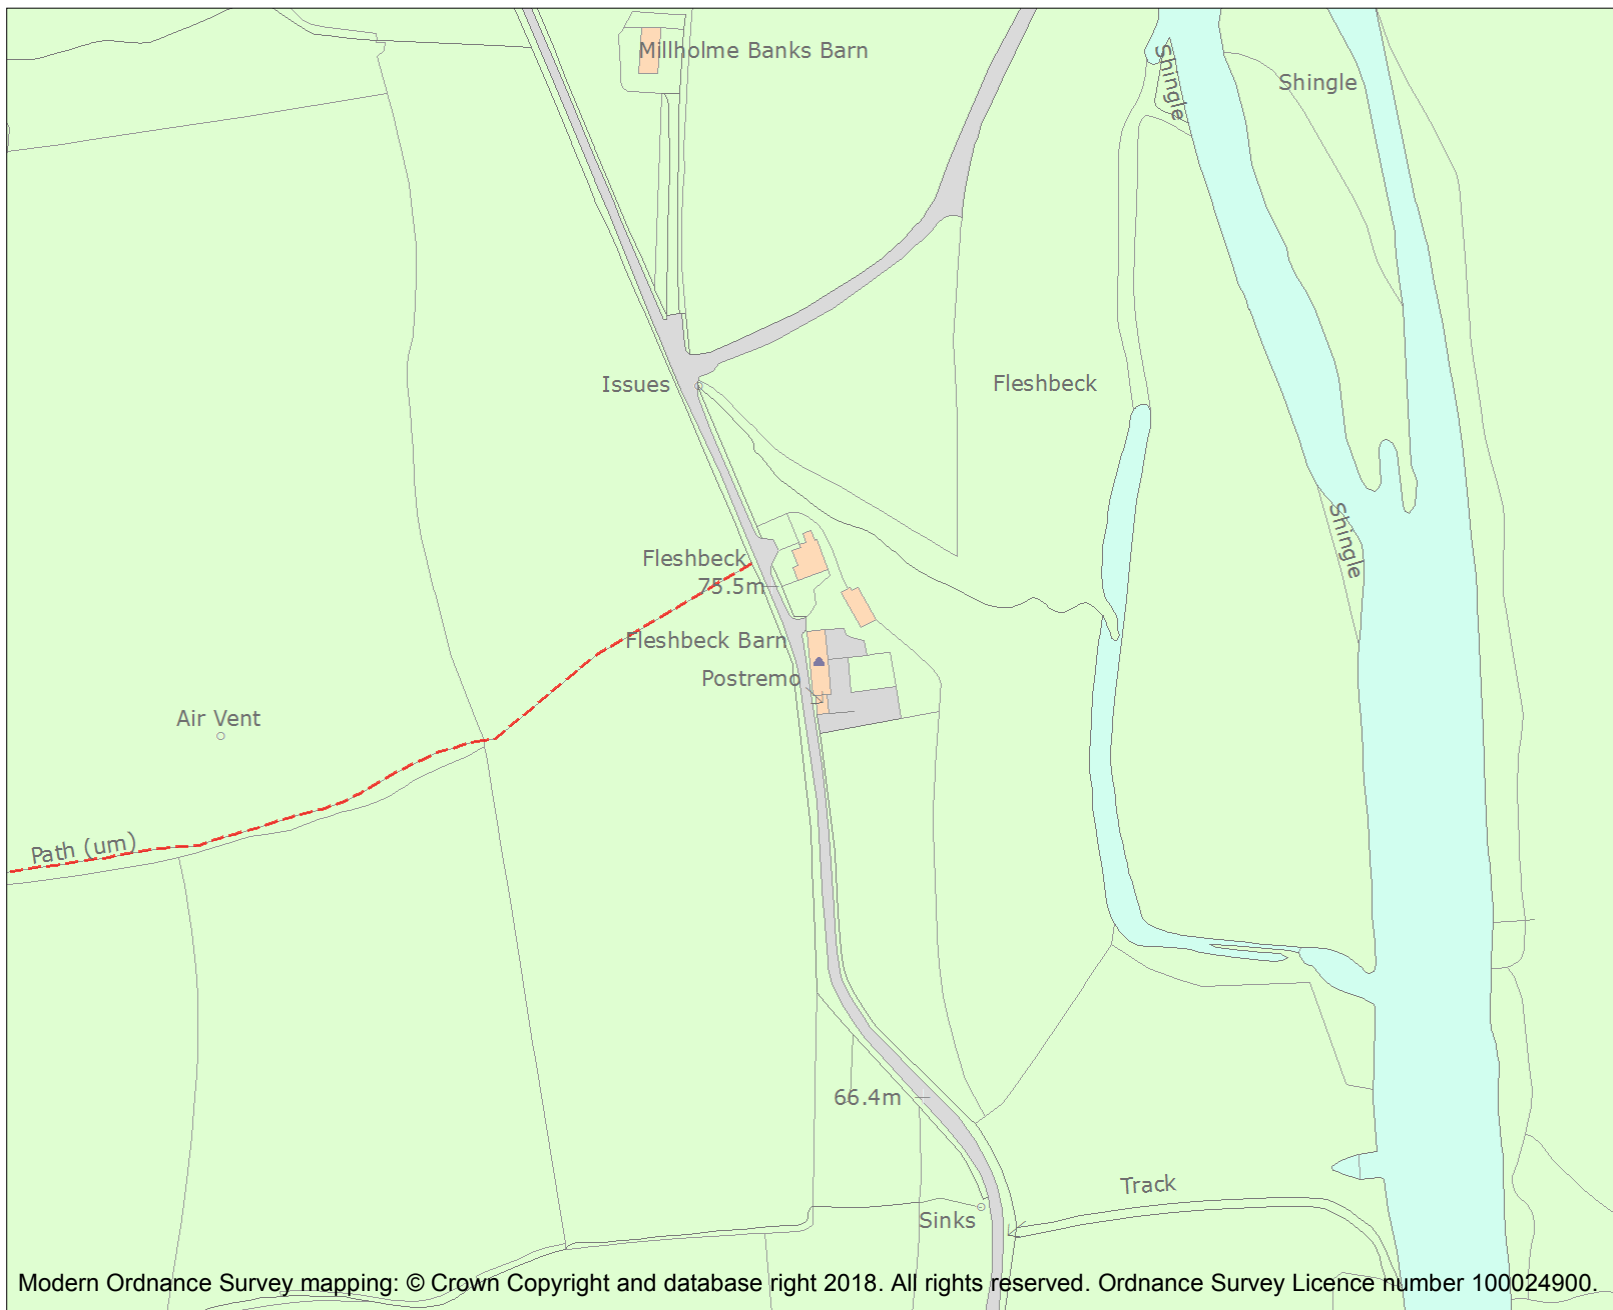 Millholme Banks Barn
Shingle
Shingle
Issues
Fleshbeck
Shingle
Fleshbeck
75.5m
Fleshbeck Barn
Postremo
Air Vent
Path (um)
66.4m
Track
Sinks
Modern Ordnance Survey mapping: © Crown Copyright and database right 2018. All rights reserved. Ordnance Survey Licence number 100024900.